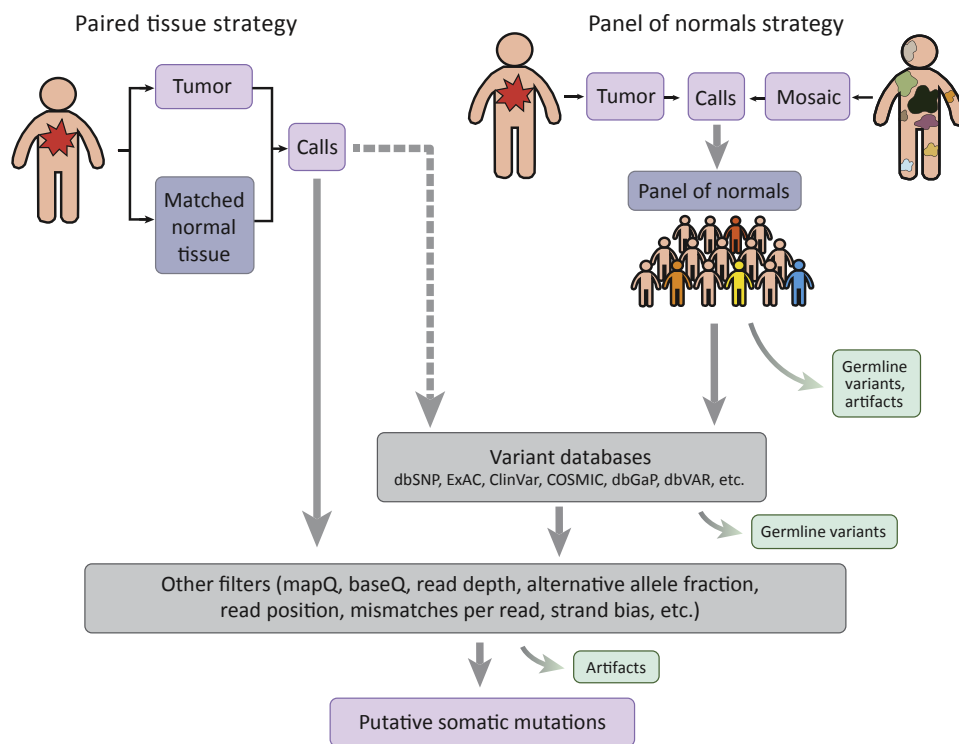 Paired tissue strategy
Tumor
Calls
Matched
normal
tissue
Panel of normals strategy
Tumor
Calls
Mosaic
Panel of normals
Germline
variants,
artifacts
Variant databases
dbSNP, ExAC, ClinVar, COSMIC, dbGaP, dbVAR, etc.
Germline variants
Other filters (mapQ, baseQ, read depth, alternative allele fraction,
read position, mismatches per read, strand bias, etc.)
Artifacts
Putative somatic mutations